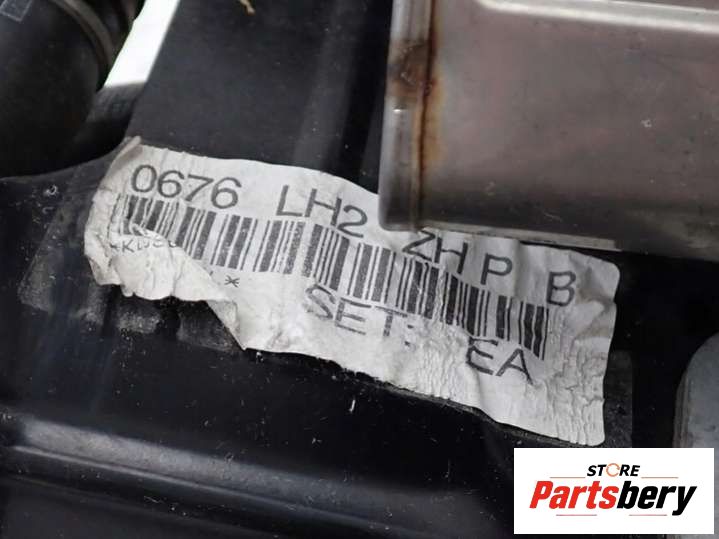 0676 LH2 ZHP B
*
SET: EA
STORE
Partsbery